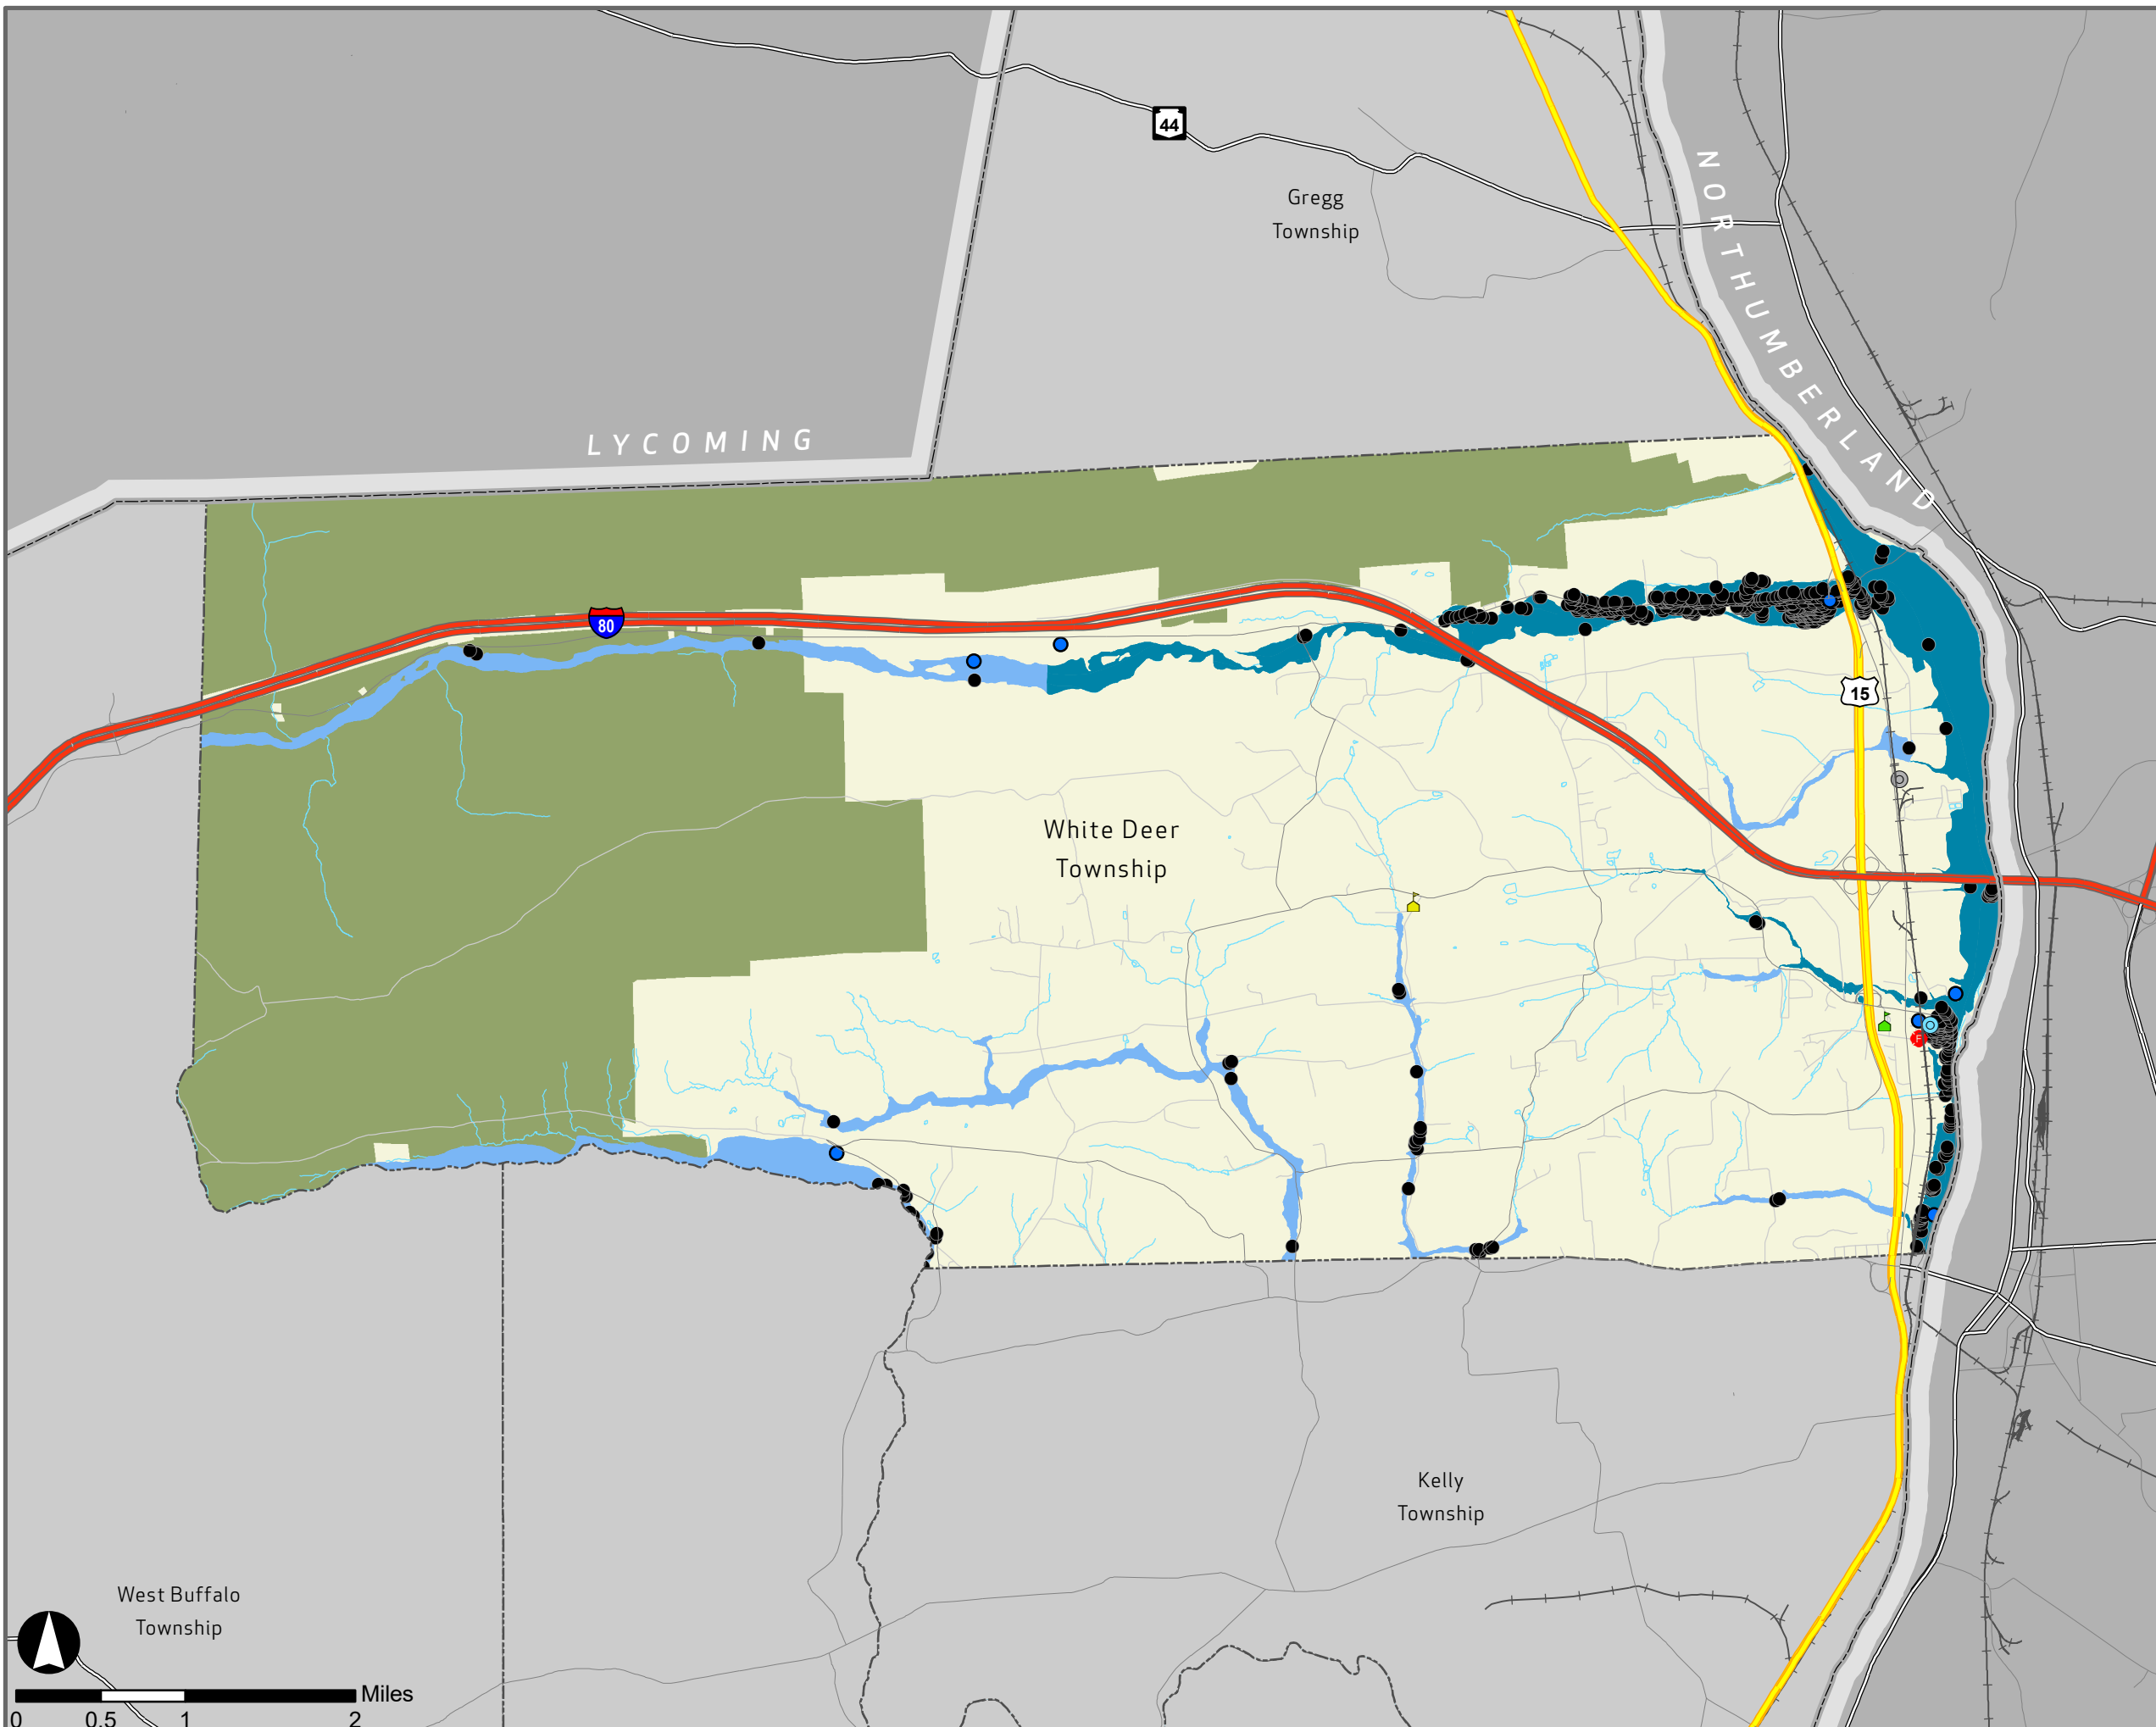 44
Gregg
Township
NORTHUMBERLAND
LYCOMING
80
15
White Deer
Township
F
Kelly
Township
West Buffalo
Township
Miles
0 0.5 1 2